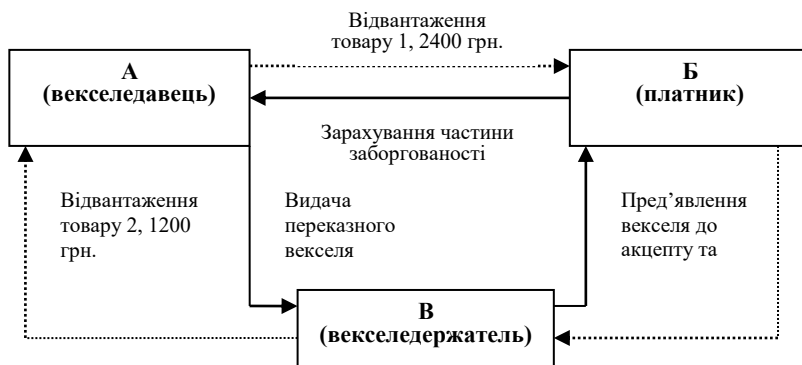 Відвантаження
товару 1, 2400 грн.
А
(векселедавець)
Б
(платник)
Зарахування частини
заборгованості
Відвантаження
товару 2, 1200
грн.
Видача
переказного
векселя
Пред’явлення
векселя до
акцепту та
В
(векселедержатель)